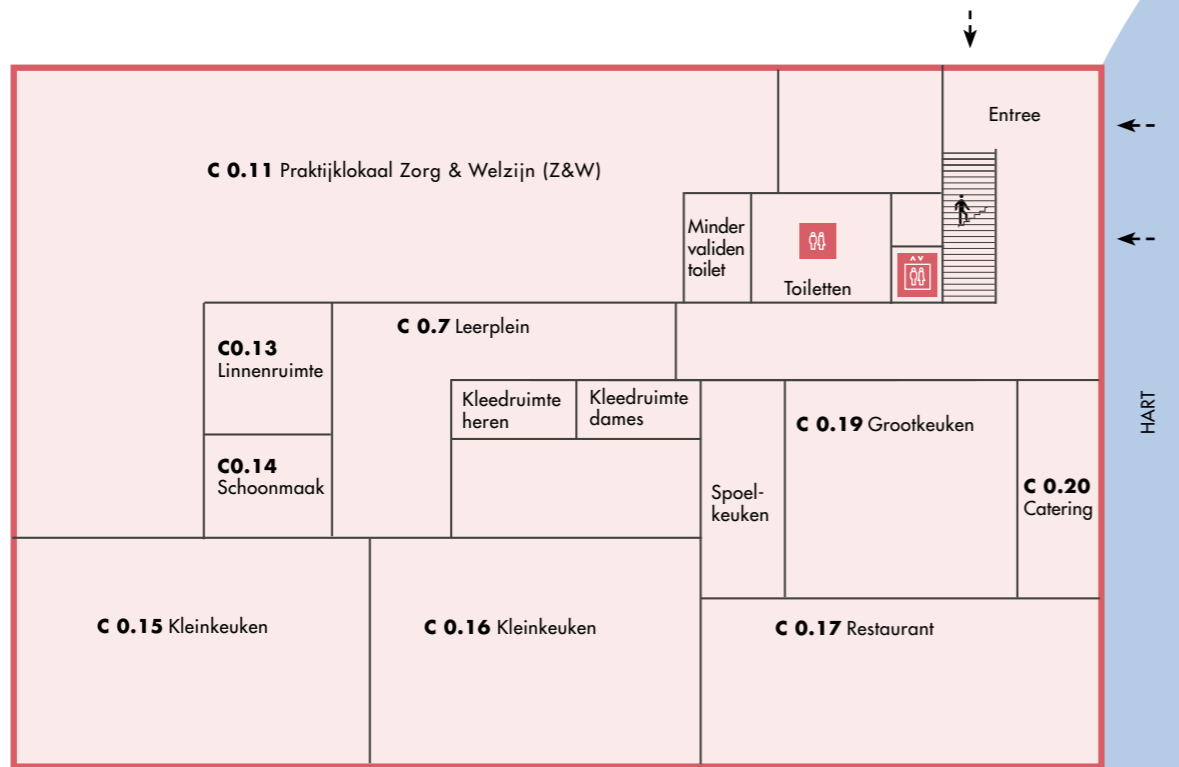 Entree
C 0.11 Praktijklokaal Zorg & Welzijn (Z&W)
Minder
validen
toilet
Toiletten
C 0.7 Leerplein
C0.13
Linnenruimte
Kleedruimte
heren
Kleedruimte
dames
C 0.19 Grootkeuken
HART
C0.14
Schoonmaak
Spoel-
keuken
C 0.20
Catering
C 0.15 Kleinkeuken
C 0.16 Kleinkeuken
C 0.17 Restaurant